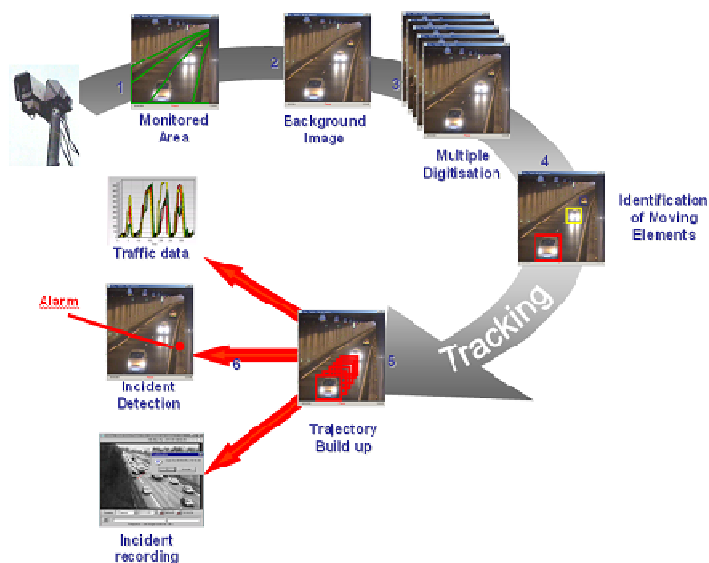 1
Monitored
Area
2
Background
Image
3
Multiple
Digitisation
4
Identification
of Moving
Elements
Tracking
5
Trajectory
Build up
6
Traffic data
Alarm
Incident
Detection
Incident
recording